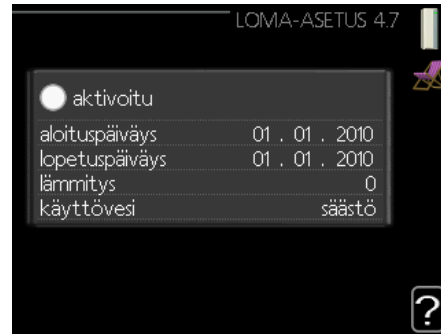 LOMA-ASETUS 4.7
aktivoitu
aloituspäiväys 01 . 01 . 2010
lopetuspäiväys 01 . 01 . 2010
lämmitys 0
käyttövesi säästö
?